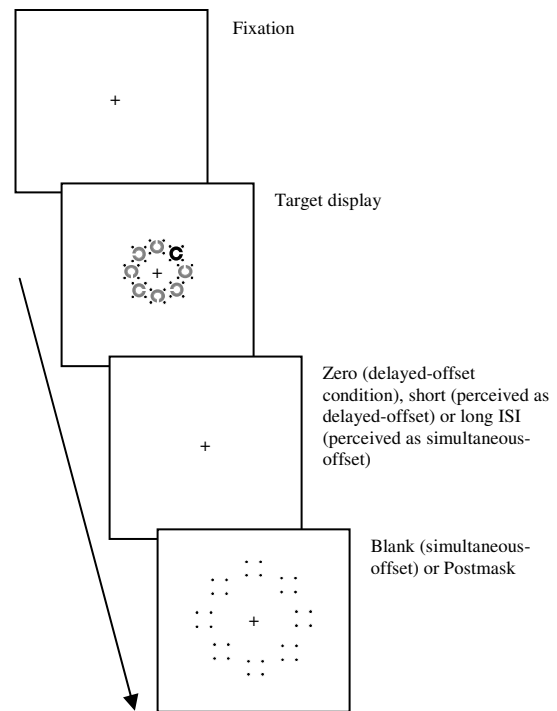 Fixation
Target display
Zero (delayed-offset
condition), short (perceived as
delayed-offset) or long ISI
(perceived as simultaneous-
offset)
Blank (simultaneous-
offset) or Postmask